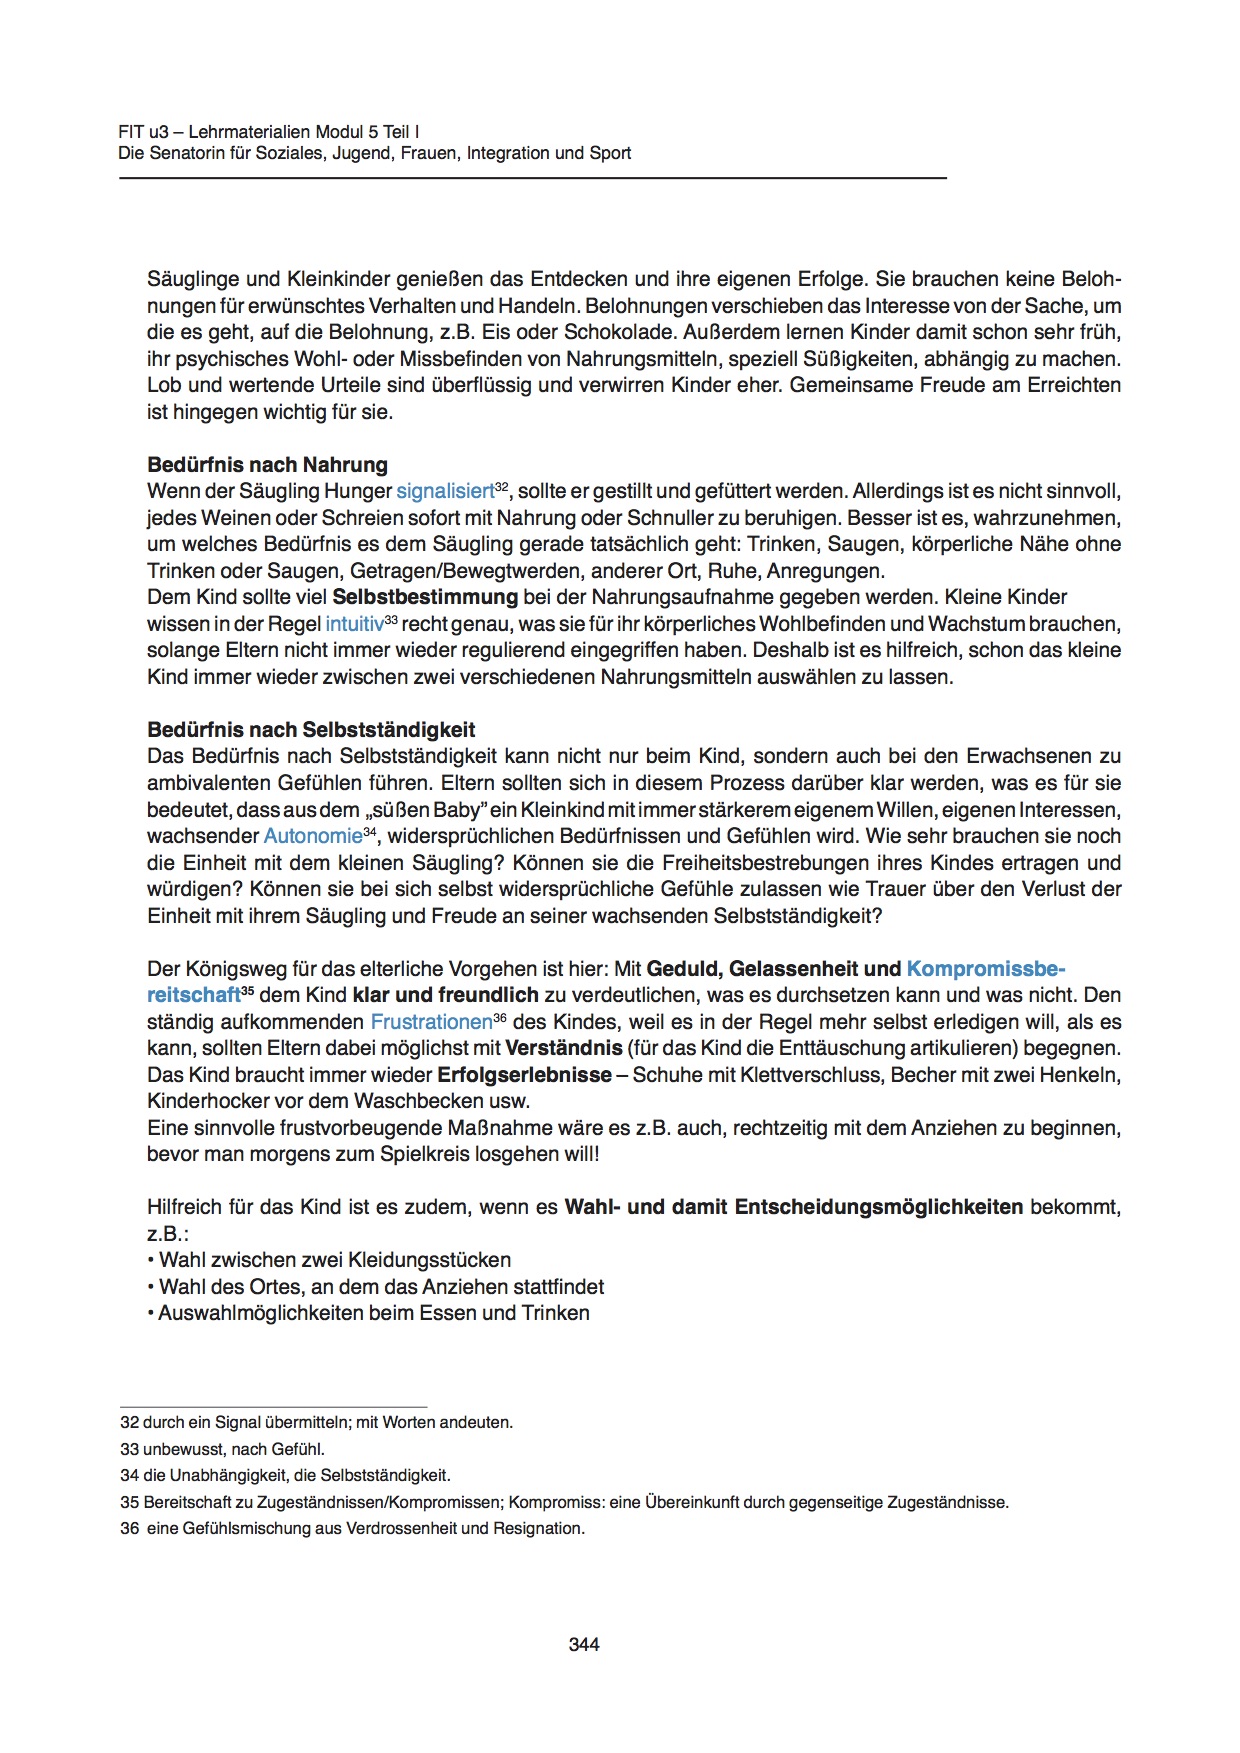 FIT u3 – Lehrmaterialien Modul 5 Teil I
Die Senatorin für Soziales, Jugend, Frauen, Integration und Sport
Säuglinge und Kleinkinder genießen das Entdecken und ihre eigenen Erfolge. Sie brauchen keine Beloh-
nungen für erwünschtes Verhalten und Handeln. Belohnungen verschieben das Interesse von der Sache, um
die es geht, auf die Belohnung, z.B. Eis oder Schokolade. Außerdem lernen Kinder damit schon sehr früh,
ihr psychisches Wohl- oder Missbefinden von Nahrungsmitteln, speziell Süßigkeiten, abhängig zu machen.
Lob und wertende Urteile sind überflüssig und verwirren Kinder eher. Gemeinsame Freude am Erreichten
ist hingegen wichtig für sie.
Bedürfnis nach Nahrung
Wenn der Säugling Hunger signalisiert32, sollte er gestillt und gefüttert werden. Allerdings ist es nicht sinnvoll,
jedes Weinen oder Schreien sofort mit Nahrung oder Schnuller zu beruhigen. Besser ist es, wahrzunehmen,
um welches Bedürfnis es dem Säugling gerade tatsächlich geht: Trinken, Saugen, körperliche Nähe ohne
Trinken oder Saugen, Getragen/Bewegtwerden, anderer Ort, Ruhe, Anregungen.
Dem Kind sollte viel Selbstbestimmung bei der Nahrungsaufnahme gegeben werden. Kleine Kinder
wissen in der Regel intuitiv33 recht genau, was sie für ihr körperliches Wohlbefinden und Wachstum brauchen,
solange Eltern nicht immer wieder regulierend eingegriffen haben. Deshalb ist es hilfreich, schon das kleine
Kind immer wieder zwischen zwei verschiedenen Nahrungsmitteln auswählen zu lassen.
Bedürfnis nach Selbstständigkeit
Das Bedürfnis nach Selbstständigkeit kann nicht nur beim Kind, sondern auch bei den Erwachsenen zu
ambivalenten Gefühlen führen. Eltern sollten sich in diesem Prozess darüber klar werden, was es für sie
bedeutet, dass aus dem „süßen Baby” ein Kleinkind mit immer stärkerem eigenem Willen, eigenen Interessen,
wachsender Autonomie34, widersprüchlichen Bedürfnissen und Gefühlen wird. Wie sehr brauchen sie noch
die Einheit mit dem kleinen Säugling? Können sie die Freiheitsbestrebungen ihres Kindes ertragen und
würdigen? Können sie bei sich selbst widersprüchliche Gefühle zulassen wie Trauer über den Verlust der
Einheit mit ihrem Säugling und Freude an seiner wachsenden Selbstständigkeit?
Der Königsweg für das elterliche Vorgehen ist hier: Mit Geduld, Gelassenheit und Kompromissbe-
reitschaft35 dem Kind klar und freundlich zu verdeutlichen, was es durchsetzen kann und was nicht. Den
ständig aufkommenden Frustrationen36 des Kindes, weil es in der Regel mehr selbst erledigen will, als es
kann, sollten Eltern dabei möglichst mit Verständnis (für das Kind die Enttäuschung artikulieren) begegnen.
Das Kind braucht immer wieder Erfolgserlebnisse – Schuhe mit Klettverschluss, Becher mit zwei Henkeln,
Kinderhocker vor dem Waschbecken usw.
Eine sinnvolle frustvorbeugende Maßnahme wäre es z.B. auch, rechtzeitig mit dem Anziehen zu beginnen,
bevor man morgens zum Spielkreis losgehen will!
Hilfreich für das Kind ist es zudem, wenn es Wahl- und damit Entscheidungsmöglichkeiten bekommt,
z.B.:
• Wahl zwischen zwei Kleidungsstücken
• Wahl des Ortes, an dem das Anziehen stattfindet
• Auswahlmöglichkeiten beim Essen und Trinken
32 durch ein Signal übermitteln; mit Worten andeuten.
33 unbewusst, nach Gefühl.
34 die Unabhängigkeit, die Selbstständigkeit.
35 Bereitschaft zu Zugeständnissen/Kompromissen; Kompromiss: eine Übereinkunft durch gegenseitige Zugeständnisse.
36 eine Gefühlsmischung aus Verdrossenheit und Resignation.
344